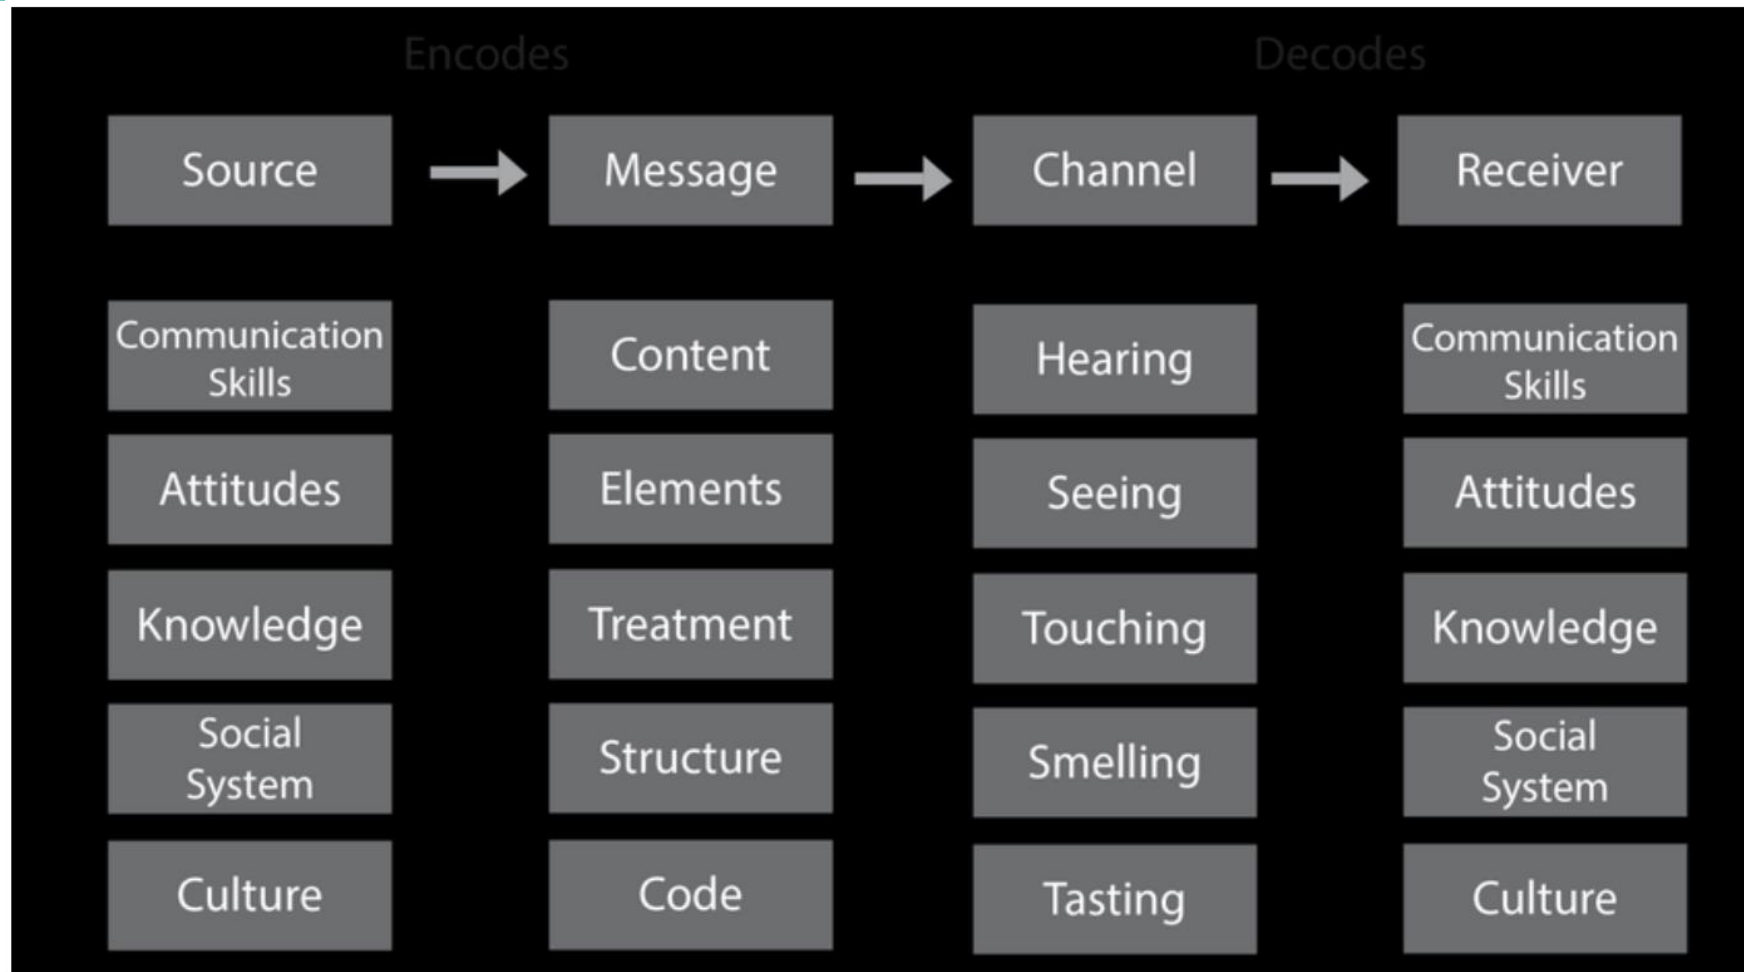 Encodes
Decodes
Source
Message
Channel
Receiver
Communication
Skills
Content
Hearing
Communication
Skills
Attitudes
Elements
Seeing
Attitudes
Knowledge
Treatment
Touching
Knowledge
Social
System
Structure
Smelling
Social
System
Culture
Code
Tasting
Culture